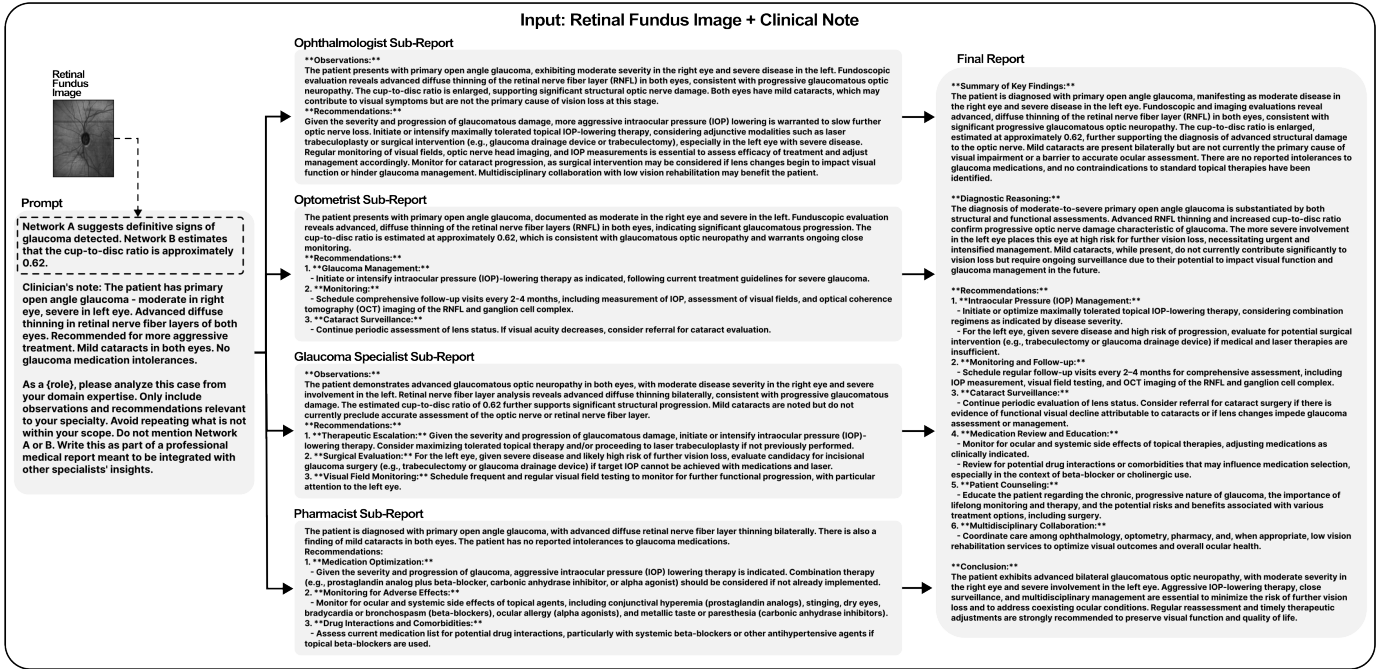 Input: Retinal Fundus Image + Clinical Note
Retinal
Fundus
Image
Prompt
Network A suggests definitive signs of
glaucoma detected. Network B estimates
that the cup-to-disc ratio is approximately
0.62.
Clinician's note: The patient has primary
open angle glaucoma - moderate in right
eye, severe in left eye. Advanced diffuse
thinning in retinal nerve fiber layers of both
eyes. Recommended for more aggressive
treatment. Mild cataracts in both eyes. No
glaucoma medication intolerances.
As a {role}, please analyze this case from
your domain expertise. Only include
observations and recommendations relevant
to your specialty. Avoid repeating what is not
within your scope. Do not mention Network
A or B. Write this as part of a professional
medical report meant to be integrated with
other specialists' insights.
Ophthalmologist Sub-Report
**Observations:**
The patient presents with primary open angle glaucoma, exhibiting moderate severity in the right eye and severe disease in the left. Fundoscopic
evaluation reveals advanced diffuse thinning of the retinal nerve fiber layer (RNFL) in both eyes, consistent with progressive glaucomatous optic
neuropathy. The cup-to-disc ratio is enlarged, supporting significant structural optic nerve damage. Both eyes have mild cataracts, which may
contribute to visual symptoms but are not the primary cause of vision loss at this stage.
**Recommendations:**
Given the severity and progression of glaucomatous damage, more aggressive intraocular pressure (IOP) lowering is warranted to slow further
optic nerve loss. Initiate or intensify maximally tolerated topical IOP-lowering therapy, considering adjunctive modalities such as laser
trabeculoplasty or surgical intervention (e.g., glaucoma drainage device or trabeculectomy), especially in the left eye with severe disease.
Regular monitoring of visual fields, optic nerve head imaging, and IOP measurements is essential to assess efficacy of treatment and adjust
management accordingly. Monitor for cataract progression, as surgical intervention may be considered if lens changes begin to impact visual
function or hinder glaucoma management. Multidisciplinary collaboration with low vision rehabilitation may benefit the patient.
Optometrist Sub-Report
The patient presents with primary open angle glaucoma, documented as moderate in the right eye and severe in the left. Funduscopic evaluation
reveals advanced, diffuse thinning of the retinal nerve fiber layers (RNFL) in both eyes, indicating significant glaucomatous progression. The
cup-to-disc ratio is estimated at approximately 0.62, which is consistent with glaucomatous optic neuropathy and warrants ongoing close
monitoring.
**Recommendations:**
1. **Glaucoma Management:**
- Initiate or intensify intraocular pressure (IOP)-lowering therapy as indicated, following current treatment guidelines for severe glaucoma.
2. **Monitoring:**
- Schedule comprehensive follow-up visits every 2-4 months, including measurement of IOP, assessment of visual fields, and optical coherence
tomography (OCT) imaging of the RNFL and ganglion cell complex.
3. **Cataract Surveillance:**
- Continue periodic assessment of lens status. If visual acuity decreases, consider referral for cataract evaluation.
Glaucoma Specialist Sub-Report
**Observations:**
The patient demonstrates advanced glaucomatous optic neuropathy in both eyes, with moderate disease severity in the right eye and severe
involvement in the left. Retinal nerve fiber layer analysis reveals advanced diffuse thinning bilaterally, consistent with progressive glaucomatous
damage. The estimated cup-to-disc ratio of 0.62 further supports significant structural progression. Mild cataracts are noted but do not
currently preclude accurate assessment of the optic nerve or retinal nerve fiber layer.
**Recommendations:**
1. **Therapeutic Escalation:** Given the severity and progression of glaucomatous damage, initiate or intensify intraocular pressure (IOP)-
lowering therapy. Consider maximizing tolerated topical therapy and/or proceeding to laser trabeculoplasty if not previously performed.
2. **Surgical Evaluation:** For the left eye, given severe disease and likely high risk of further vision loss, evaluate candidacy for incisional
glaucoma surgery (e.g., trabeculectomy or glaucoma drainage device) if target IOP cannot be achieved with medications and laser.
3. **Visual Field Monitoring:** Schedule frequent and regular visual field testing to monitor for further functional progression, with particular
attention to the left eye.
Pharmacist Sub-Report
The patient is diagnosed with primary open angle glaucoma, with advanced diffuse retinal nerve fiber layer thinning bilaterally. There is also a
finding of mild cataracts in both eyes. The patient has no reported intolerances to glaucoma medications.
Recommendations:
1. **Medication Optimization:**
- Given the severity and progression of glaucoma, aggressive intraocular pressure (IOP) lowering therapy is indicated. Combination therapy
(e.g., prostaglandin analog plus beta-blocker, carbonic anhydrase inhibitor, or alpha agonist) should be considered if not already implemented.
2. **Monitoring for Adverse Effects:**
- Monitor for ocular and systemic side effects of topical agents, including conjunctival hyperemia (prostaglandin analogs), stinging, dry eyes,
bradycardia or bronchospasm (beta-blockers), ocular allergy (alpha agonists), and metallic taste or paresthesia (carbonic anhydrase inhibitors).
3. **Drug Interactions and Comorbidities:**
- Assess current medication list for potential drug interactions, particularly with systemic beta-blockers or other antihypertensive agents if
topical beta-blockers are used.
Final Report
**Summary of Key Findings:**
The patient is diagnosed with primary open angle glaucoma, manifesting as moderate disease in
the right eye and severe disease in the left eye. Fundoscopic and imaging evaluations reveal
advanced, diffuse thinning of the retinal nerve fiber layer (RNFL) in both eyes, consistent with
significant progressive glaucomatous optic neuropathy. The cup-to-disc ratio is enlarged,
estimated at approximately 0.62, further supporting the diagnosis of advanced structural damage
to the optic nerve. Mild cataracts are present bilaterally but are not currently the primary cause of
visual impairment or a barrier to accurate ocular assessment. There are no reported intolerances to
glaucoma medications, and no contraindications to standard topical therapies have been
identified.
**Diagnostic Reasoning:**
The diagnosis of moderate-to-severe primary open angle glaucoma is substantiated by both
structural and functional assessments. Advanced RNFL thinning and increased cup-to-disc ratio
confirm progressive optic nerve damage characteristic of glaucoma. The more severe involvement
in the left eye places this eye at high risk for further vision loss, necessitating urgent and
intensified management. Mild cataracts, while present, do not currently contribute significantly to
vision loss but require ongoing surveillance due to their potential to impact visual function and
glaucoma management in the future.
**Recommendations:**
1. **Intraocular Pressure (IOP) Management:**
- Initiate or optimize maximally tolerated topical IOP-lowering therapy, considering combination
regimens as indicated by disease severity.
- For the left eye, given severe disease and high risk of progression, evaluate for potential surgical
intervention (e.g., trabeculectomy or glaucoma drainage device) if medical and laser therapies are
insufficient.
2. **Monitoring and Follow-up:**
- Schedule regular follow-up visits every 2–4 months for comprehensive assessment, including
IOP measurement, visual field testing, and OCT imaging of the RNFL and ganglion cell complex.
3. **Cataract Surveillance:**
- Continue periodic evaluation of lens status. Consider referral for cataract surgery if there is
evidence of functional visual decline attributable to cataracts or if lens changes impede glaucoma
assessment or management.
4. **Medication Review and Education:**
- Monitor for ocular and systemic side effects of topical therapies, adjusting medications as
clinically indicated.
- Review for potential drug interactions or comorbidities that may influence medication selection,
especially in the context of beta-blocker or cholinergic use.
5. **Patient Counseling:**
- Educate the patient regarding the chronic, progressive nature of glaucoma, the importance of
lifelong monitoring and therapy, and the potential risks and benefits associated with various
treatment options, including surgery.
6. **Multidisciplinary Collaboration:**
- Coordinate care among ophthalmology, optometry, pharmacy, and, when appropriate, low vision
rehabilitation services to optimize visual outcomes and overall ocular health.
**Conclusion:**
The patient exhibits advanced bilateral glaucomatous optic neuropathy, with moderate severity in
the right eye and severe involvement in the left eye. Aggressive IOP-lowering therapy, close
surveillance, and multidisciplinary management are essential to minimize the risk of further vision
loss and to address coexisting ocular conditions. Regular reassessment and timely therapeutic
adjustments are strongly recommended to preserve visual function and quality of life.